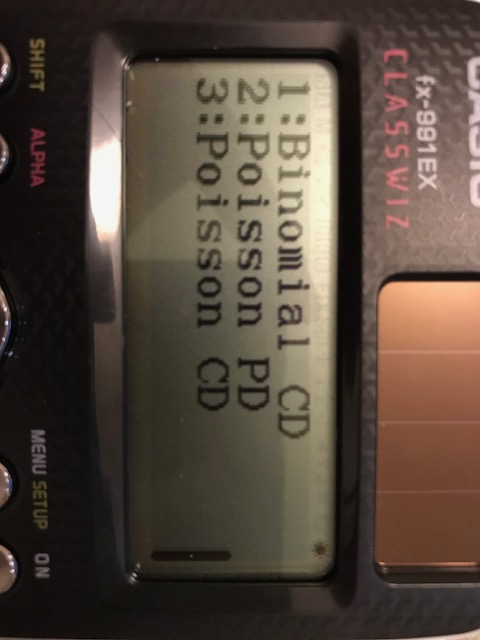 CASIO
fx-991EX
CLASSWIZ
1:Binomial CD
2:Poisson PD
3:Poisson CD
SHIFT ALPHA MENU SETUP ON